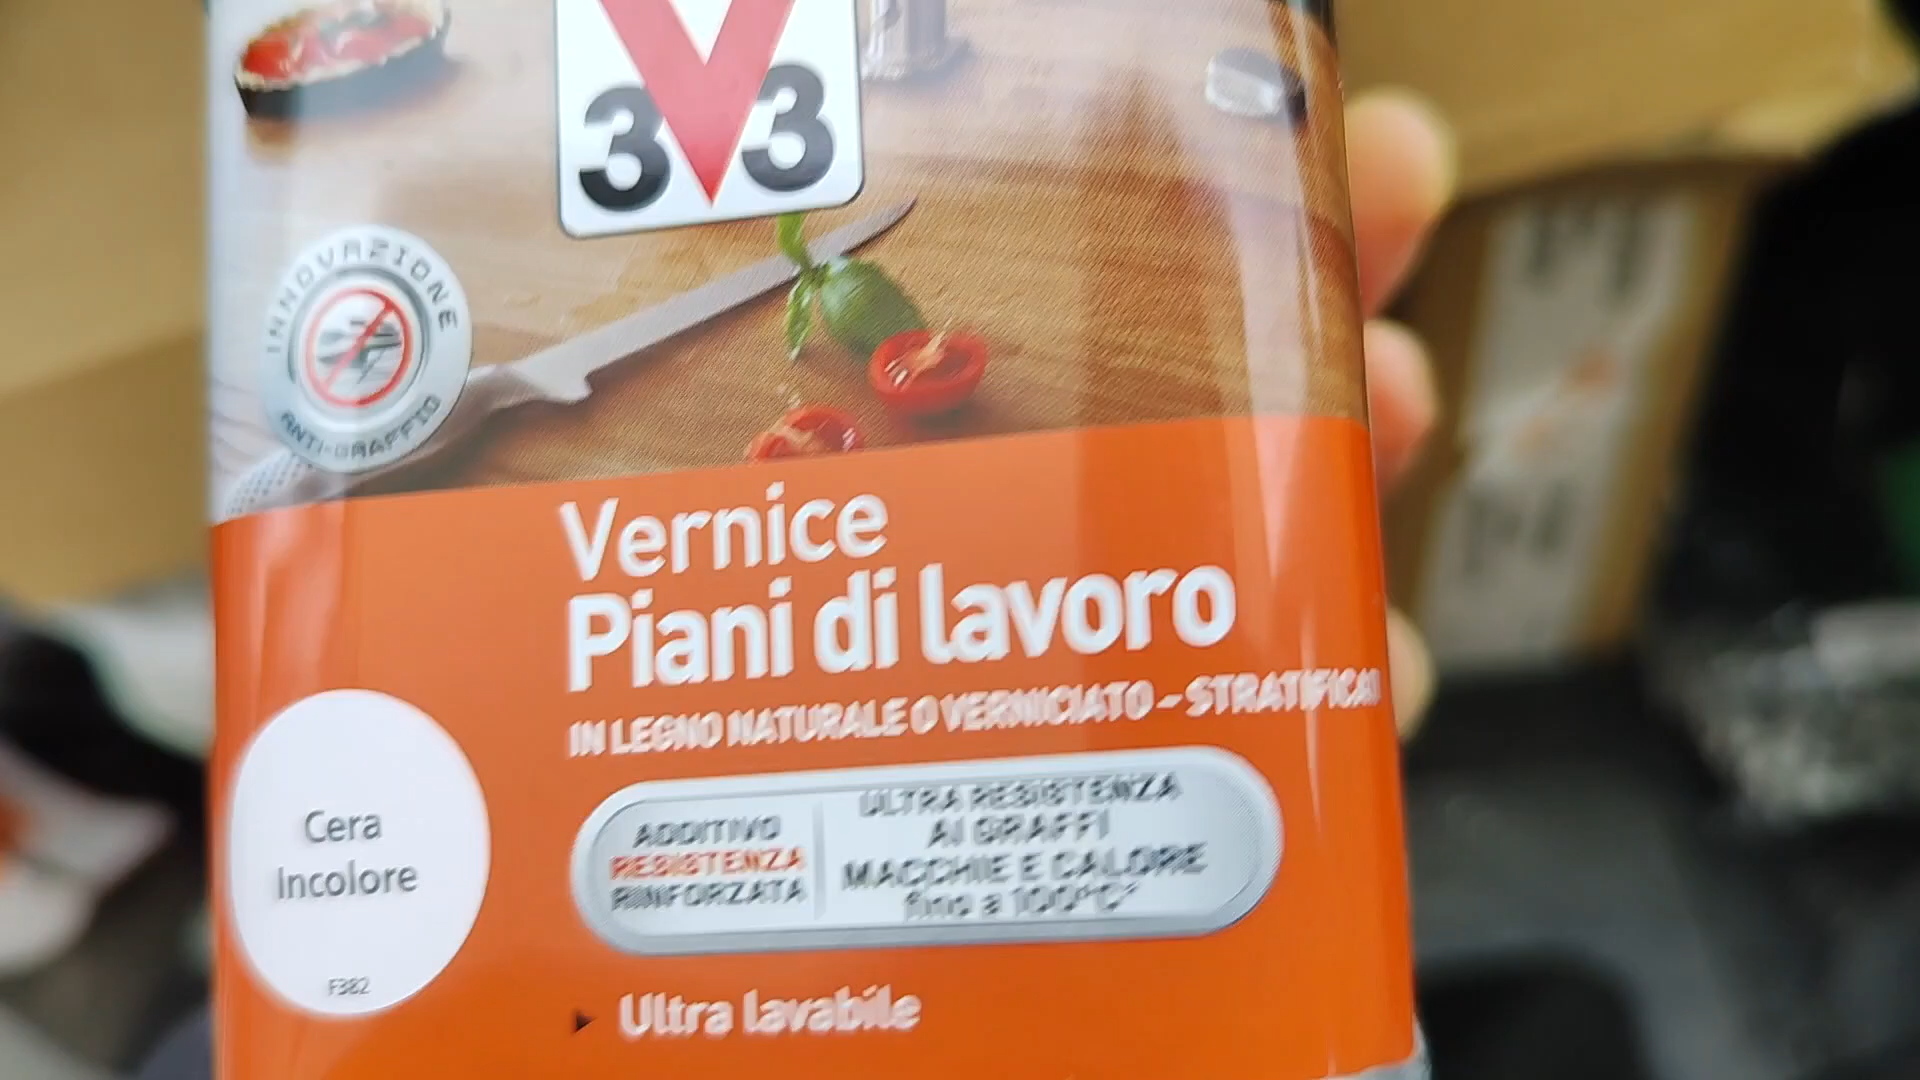 3V3
INNOVAZIONE
ANTI-GRAFFIO
Vernice
Piani di lavoro
IN LEGNO NATURALE O VERNICIATO - STRATIFICATI
ADDITIVO
RESISTENZA
RINFORZATA
ULTRA RESISTENZA
AI GRAFFI
MACCHIE E CALORE
fino a 100°C*
Cera
Incolore
F382
Ultra lavabile